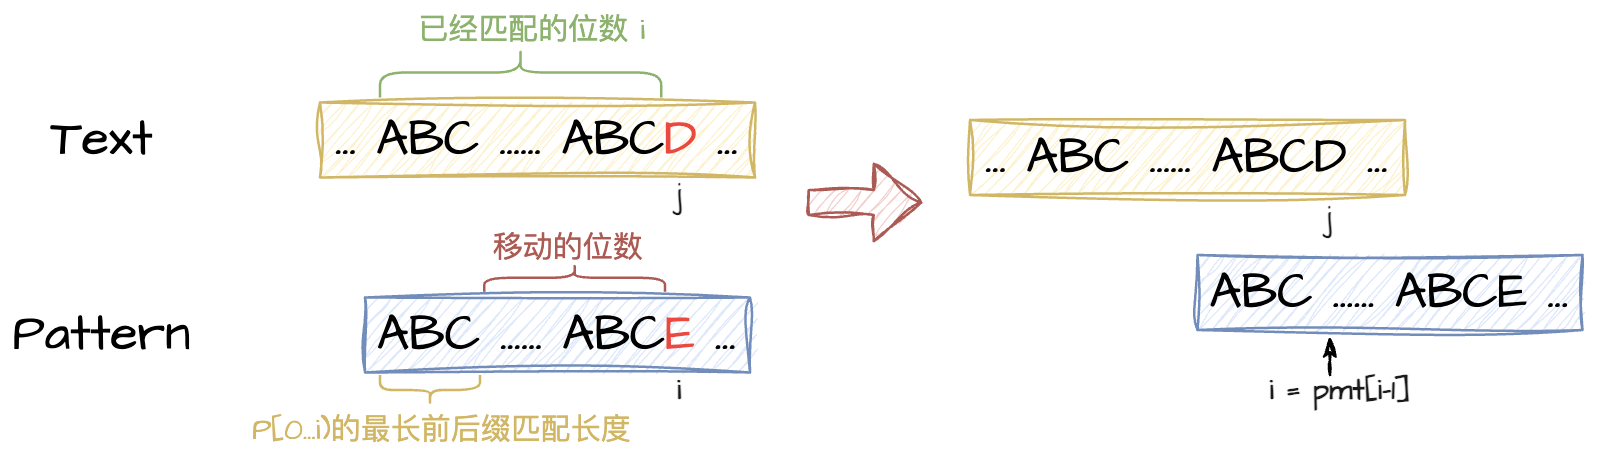 已经匹配的位数 i
Text
... ABC ...... ABCD ...
j
移动的位数
Pattern
ABC ...... ABCE ...
i
P[0...i)的最长前后缀匹配长度
... ABC ...... ABCD ...
j
ABC ...... ABCE ...
i = pmt[i-1]